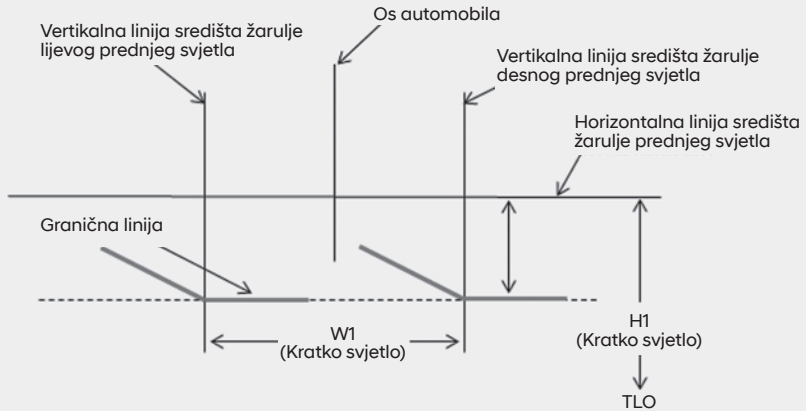 Os automobila
Vertikalna linija središta žarulje
lijevog prednjeg svjetla
Vertikalna linija središta žarulje
desnog prednjeg svjetla
Horizontalna linija središta
žarulje prednjeg svjetla
Granična linija
W1
(Kratko svjetlo)
H1
(Kratko svjetlo)
TLO